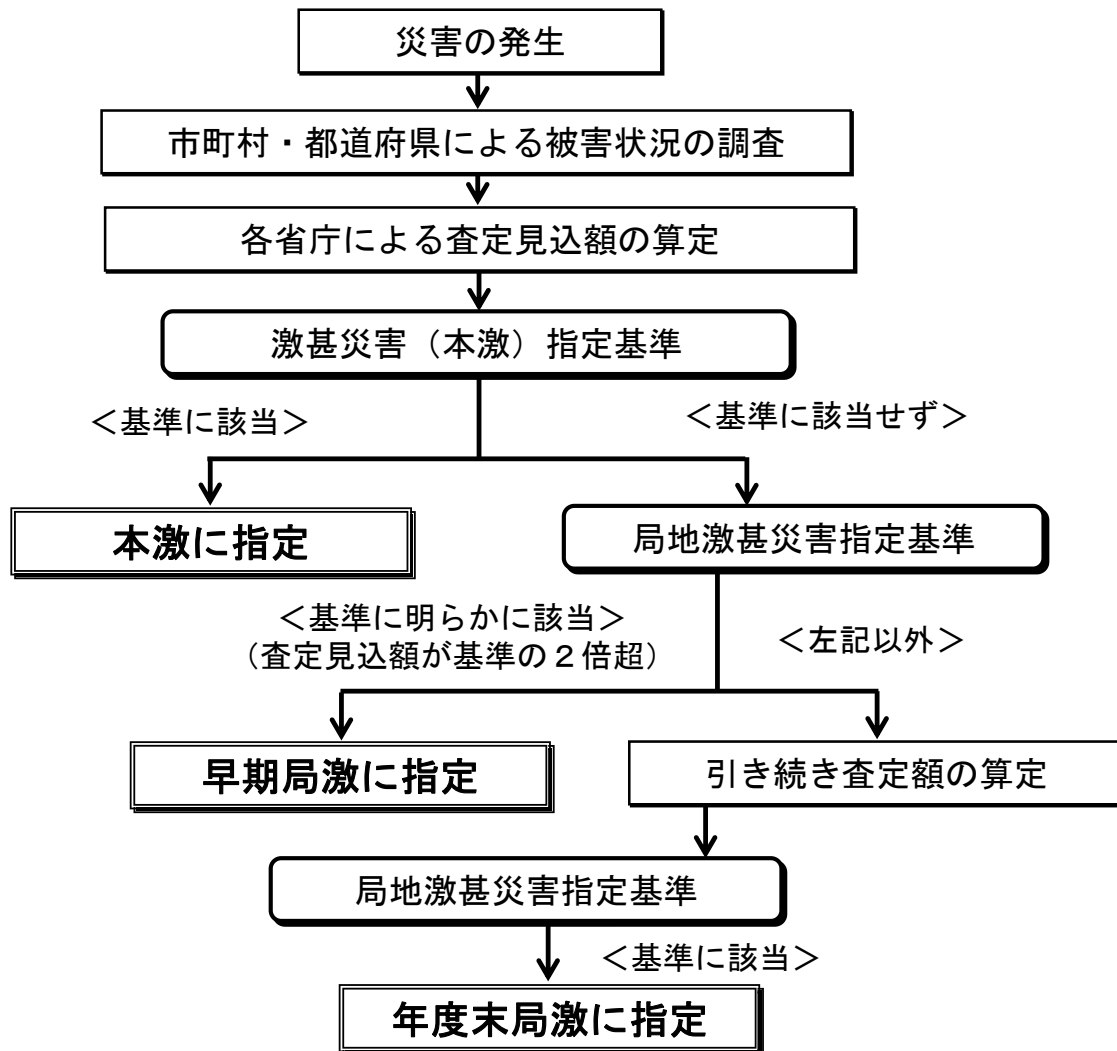 災害の発生
市町村・都道府県による被害状況の調査
各省庁による査定見込額の算定
激甚災害（本激）指定基準
＜基準に該当＞
＜基準に該当せず＞
本激に指定
局地激甚災害指定基準
＜基準に明らかに該当＞
（査定見込額が基準の２倍超）
＜左記以外＞
早期局激に指定
引き続き査定額の算定
局地激甚災害指定基準
＜基準に該当＞
年度末局激に指定